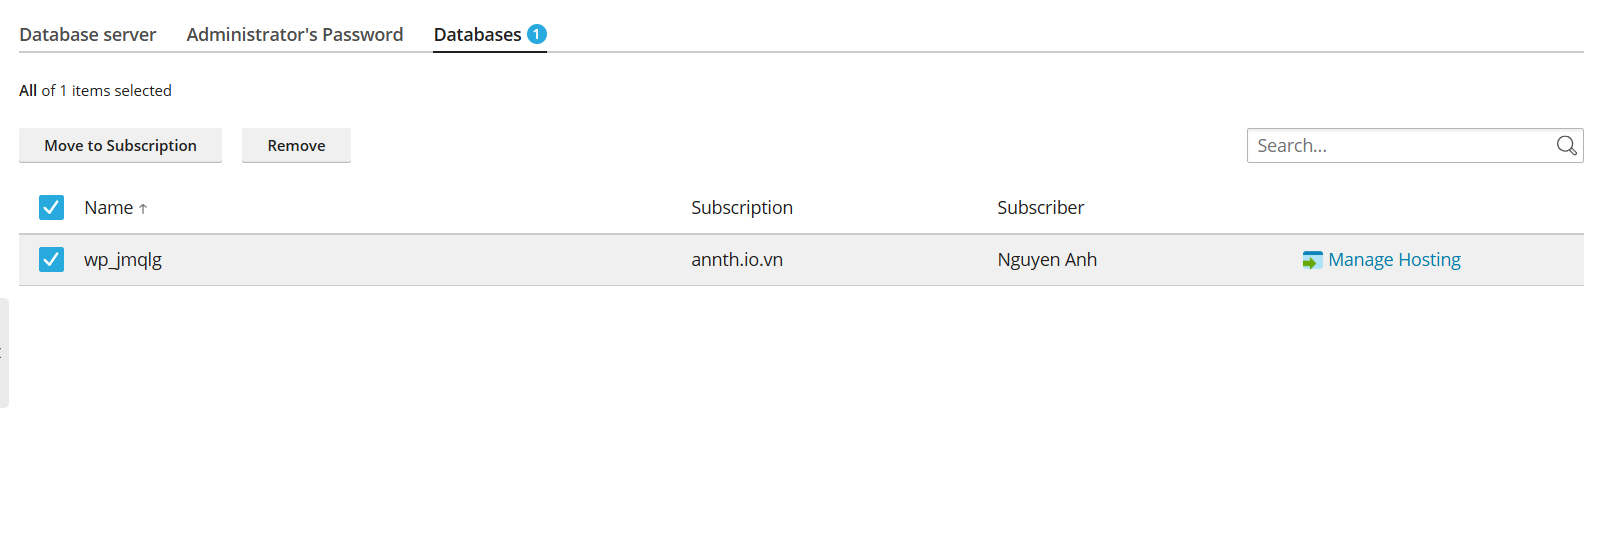 Database server Administrator's Password Databases 1
All of 1 items selected
Move to Subscription Remove Search...
Name ↑ Subscription Subscriber
wp_jmqlg annth.io.vn Nguyen Anh Manage Hosting